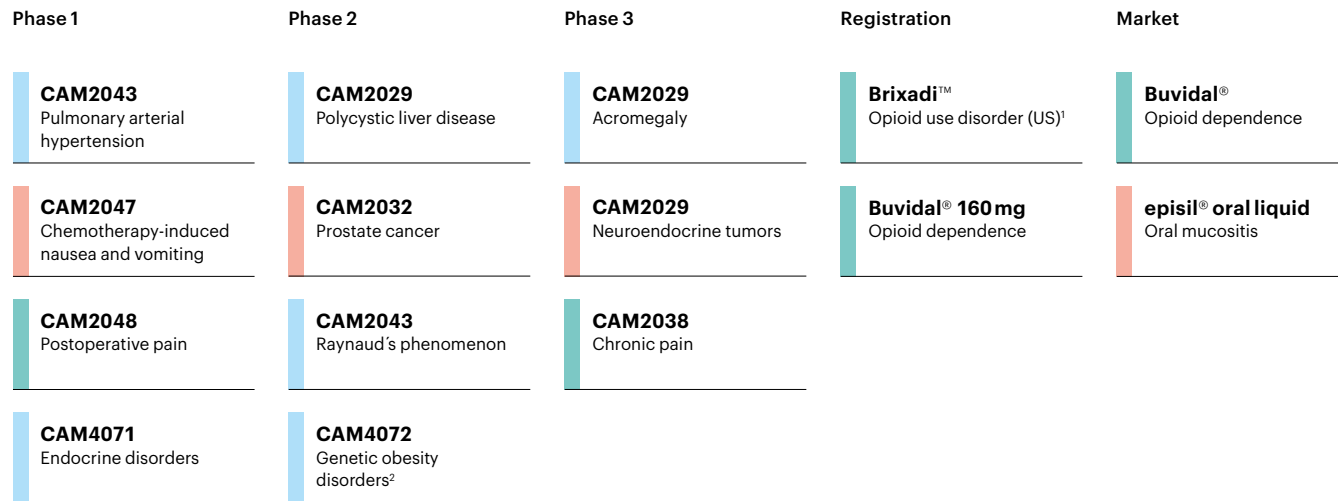 Phase 1
Phase 2
Phase 3
Registration
Market
CAM2043
Pulmonary arterial
hypertension
CAM2029
Polycystic liver disease
CAM2029
Acromegaly
Brixadi™
Opioid use disorder (US)¹
Buvidal®
Opioid dependence
CAM2047
Chemotherapy-induced
nausea and vomiting
CAM2032
Prostate cancer
CAM2029
Neuroendocrine tumors
Buvidal® 160 mg
Opioid dependence
episil® oral liquid
Oral mucositis
CAM2048
Postoperative pain
CAM2043
Raynaud´s phenomenon
CAM2038
Chronic pain
CAM4071
Endocrine disorders
CAM4072
Genetic obesity
disorders²